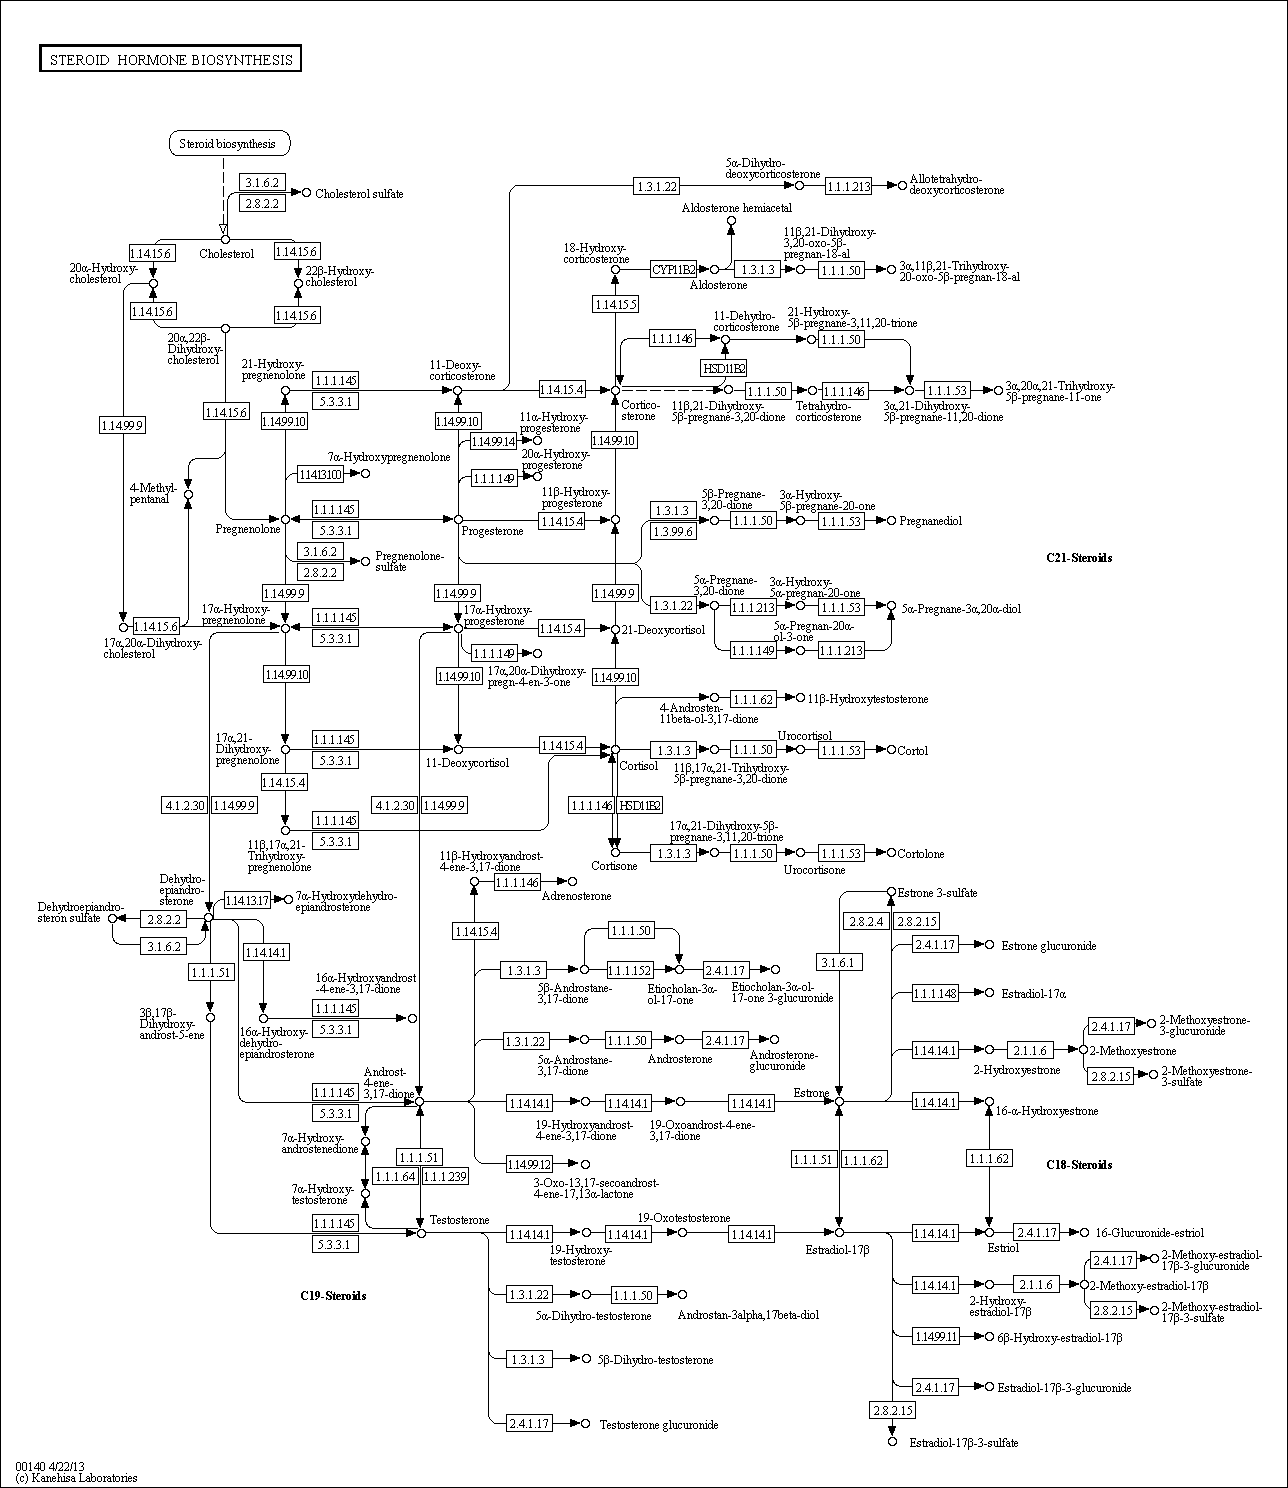 STEROID HORMONE BIOSYNTHESIS
Steroid biosynthesis
3.1.6.2
2.8.2.2
Cholesterol sulfate
5α-Dihydro-
deoxycorticosterone
1.3.1.22
1.1.1.213
Allotetrahydro-
deoxycorticosterone
Aldosterone hemiacetal
1.14.15.6
Cholesterol
1.14.15.6
18-Hydroxy-
corticosterone
CYP11B2
Aldosterone
1.3.1.3
11β,21-Dihydroxy-
3,20-oxo-5β-
pregnan-18-al
1.1.1.50
3α,11β,21-Trihydroxy-
20-oxo-5β-pregnan-18-al
20α-Hydroxy-
cholesterol
22β-Hydroxy-
cholesterol
1.14.15.6
1.14.15.6
1.14.15.5
20α,22β-
Dihydroxy-
cholesterol
1.1.1.146
11-Dehydro-
corticosterone
21-Hydroxy-
5β-pregnane-3,11,20-trione
1.1.1.50
HSD11B2
21-Hydroxy-
pregnenolone
1.1.1.145
5.3.3.1
11-Deoxy-
corticosterone
1.14.15.4
Cortico-
sterone
11β,21-Dihydroxy-
5β-pregnane-3,20-dione
1.1.1.50
Tetrahydro-
corticosterone
1.1.1.146
3α,21-Dihydroxy-
5β-pregnane-11,20-dione
1.1.1.53
3α,20α,21-Trihydroxy-
5β-pregnane-11-one
1.14.99.9
1.14.15.6
1.14.99.10
1.14.99.10
1.14.99.10
1.14.99.14
11α-Hydroxy-
progesterone
1.1.1.149
20α-Hydroxy-
progesterone
7α-Hydroxypregnenolone
1.14.13.100
4-Methyl-
pentanal
Pregnenolone
1.1.1.145
5.3.3.1
Progesterone
1.14.15.4
11β-Hydroxy-
progesterone
1.3.1.3
1.3.99.6
5β-Pregnane-
3,20-dione
1.1.1.50
3α-Hydroxy-
5β-pregnane-20-one
1.1.1.53
Pregnanediol
3.1.6.2
2.8.2.2
Pregnenolone-
sulfate
C21-Steroids
1.14.99.9
1.14.99.9
1.14.99.9
1.3.1.22
5α-Pregnane-
3,20-dione
1.1.1.213
3α-Hydroxy-
5α-pregnan-20-one
1.1.1.53
5α-Pregnane-3α,20α-diol
1.1.1.149
5α-Pregnan-20α-
ol-3-one
1.1.1.213
1.14.15.6
17α,20α-Dihydroxy-
cholesterol
17α-Hydroxy-
pregnenolone
1.1.1.145
5.3.3.1
17α-Hydroxy-
progesterone
1.14.15.4
21-Deoxycortisol
1.1.1.149
17α,20α-Dihydroxy-
pregn-4-en-3-one
1.14.99.10
1.14.99.10
1.14.99.10
4-Androsten-
11beta-ol-3,17-dione
1.1.1.62
11β-Hydroxytestosterone
17α,21-
Dihydroxy-
pregnenolone
1.1.1.145
5.3.3.1
11-Deoxycortisol
1.14.15.4
Cortisol
1.3.1.3
11β,17α,21-Trihydroxy-
5β-pregnane-3,20-dione
1.1.1.50
Urocortisol
1.1.1.53
Cortol
1.14.15.4
4.1.2.30
1.14.99.9
4.1.2.30
1.14.99.9
1.1.1.146
HSD11B2
11β,17α,21-
Trihydroxy-
pregnenolone
1.1.1.145
5.3.3.1
Cortisone
1.3.1.3
17α,21-Dihydroxy-5β-
pregnane-3,11,20-trione
1.1.1.50
Urocortisone
1.1.1.53
Cortolone
11β-Hydroxyandrost-
4-ene-3,17-dione
1.1.1.146
Adrenosterone
Dehydro-
epiandro-
sterone
1.14.13.17
7α-Hydroxydehydro-
epiandrosterone
Dehydroepiandro-
steron sulfate
2.8.2.2
3.1.6.2
1.14.14.1
1.1.1.51
1.14.15.4
1.1.1.50
1.3.1.3
5β-Androstane-
3,17-dione
1.1.1.152
Etiocholan-3α-
ol-17-one
2.4.1.17
Etiocholan-3α-ol-
17-one 3-glucuronide
Estrone 3-sulfate
2.8.2.4
2.8.2.15
3.1.6.1
2.4.1.17
Estrone glucuronide
1.1.1.148
Estradiol-17α
3β,17β-
Dihydroxy-
androst-5-ene
16α-Hydroxyandrost
-4-ene-3,17-dione
16α-Hydroxy-
dehydro-
epiandrosterone
1.1.1.145
5.3.3.1
1.3.1.22
5α-Androstane-
3,17-dione
1.1.1.50
Androsterone
2.4.1.17
Androsterone-
glucuronide
1.14.14.1
2-Hydroxyestrone
2.1.1.6
2-Methoxyestrone
2.4.1.17
2-Methoxyestrone-
3-glucuronide
2.8.2.15
2-Methoxyestrone-
3-sulfate
1.1.1.145
5.3.3.1
Androst-
4-ene-
3,17-dione
1.14.14.1
19-Hydroxyandrost-
4-ene-3,17-dione
1.14.14.1
19-Oxoandrost-4-ene-
3,17-dione
1.14.14.1
Estrone
1.14.14.1
16-α-Hydroxyestrone
7α-Hydroxy-
androstenedione
1.1.1.51
1.1.1.64
1.1.1.239
1.14.99.12
3-Oxo-13,17-secoandrost-
4-ene-17,13α-lactone
1.1.1.51
1.1.1.62
1.1.1.62
C18-Steroids
7α-Hydroxy-
testosterone
1.1.1.145
5.3.3.1
Testosterone
1.14.14.1
19-Hydroxy-
testosterone
1.14.14.1
19-Oxotestosterone
1.14.14.1
Estradiol-17β
1.14.14.1
Estriol
2.4.1.17
16-Glucuronide-estriol
1.14.14.1
2-Hydroxy-
estradiol-17β
2.1.1.6
2-Methoxy-estradiol-17β
2.4.1.17
2-Methoxy-estradiol-
17β-3-glucuronide
2.8.2.15
2-Methoxy-estradiol-
17β-3-sulfate
C19-Steroids
1.3.1.22
5α-Dihydro-testosterone
1.1.1.50
Androstan-3alpha,17beta-diol
1.14.99.11
6β-Hydroxy-estradiol-17β
1.3.1.3
5β-Dihydro-testosterone
2.4.1.17
Estradiol-17β-3-glucuronide
2.8.2.15
2.4.1.17
Testosterone glucuronide
Estradiol-17β-3-sulfate
00140 4/22/13
(c) Kanehisa Laboratories